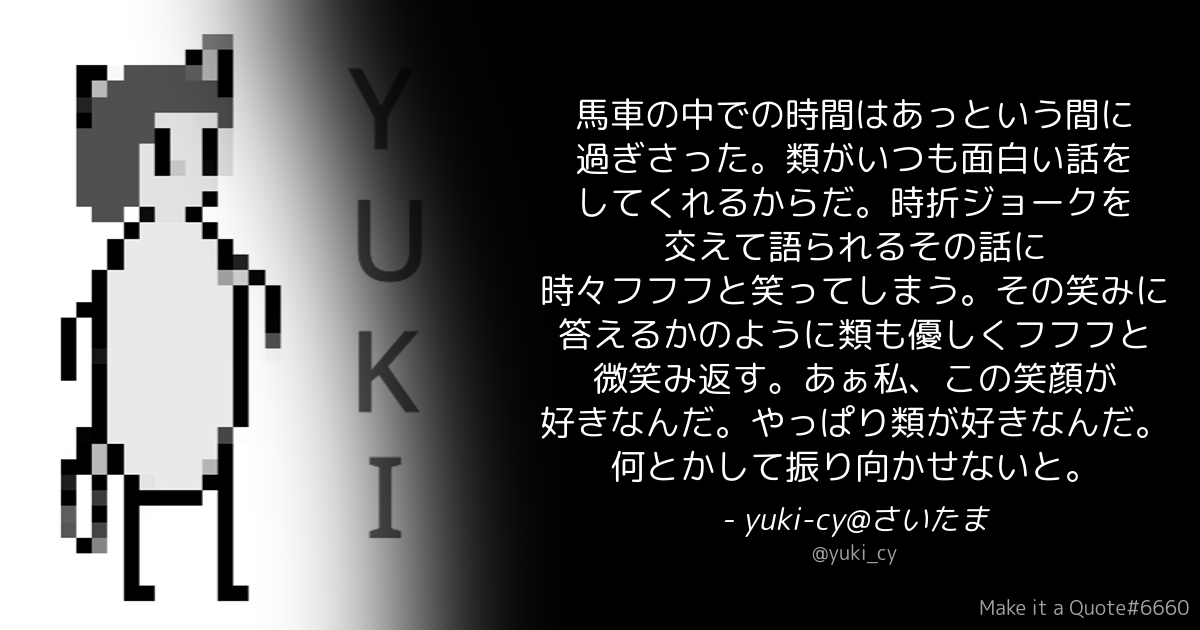 YUKI
馬車の中での時間はあっという間に
過ぎさった。類がいつも面白い話を
してくれるからだ。時折ジョークを
交えて語られるその話に
時々フフフと笑ってしまう。その笑みに
答えるかのように類も優しくフフフと
微笑み返す。あぁ私、この笑顔が
好きなんだ。やっぱり類が好きなんだ。
何とかして振り向かせないと。
- yuki-cy@さいたま
@yuki_cy
Make it a Quote#6660